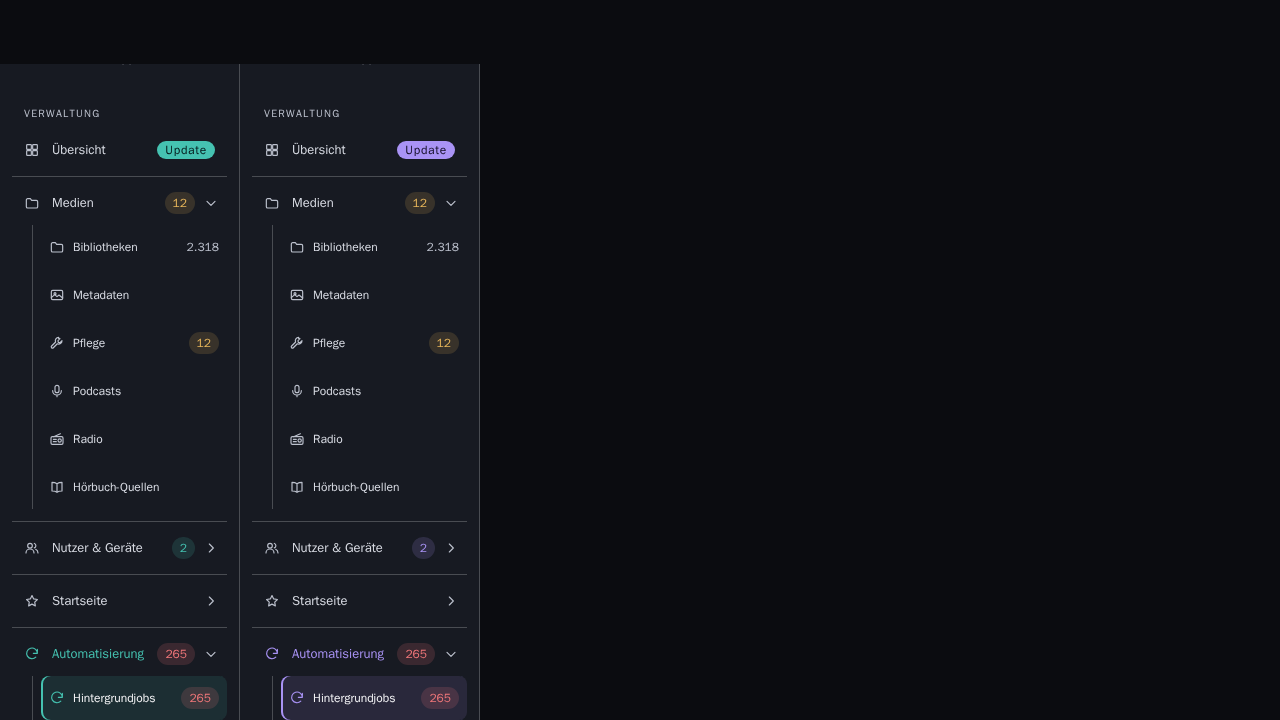 VERWALTUNG
Übersicht Update
Medien 12
Bibliotheken 2.318
Metadaten
Pflege 12
Podcasts
Radio
Hörbuch-Quellen
Nutzer & Geräte 2
Startseite
Automatisierung 265
Hintergrundjobs 265
VERWALTUNG
Übersicht Update
Medien 12
Bibliotheken 2.318
Metadaten
Pflege 12
Podcasts
Radio
Hörbuch-Quellen
Nutzer & Geräte 2
Startseite
Automatisierung 265
Hintergrundjobs 265